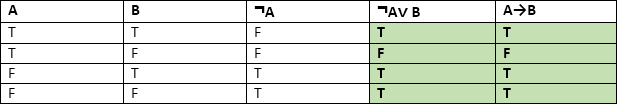 A B ¬A ¬A∨ B A→B
T T F T T
T F F F F
F T T T T
F F T T T